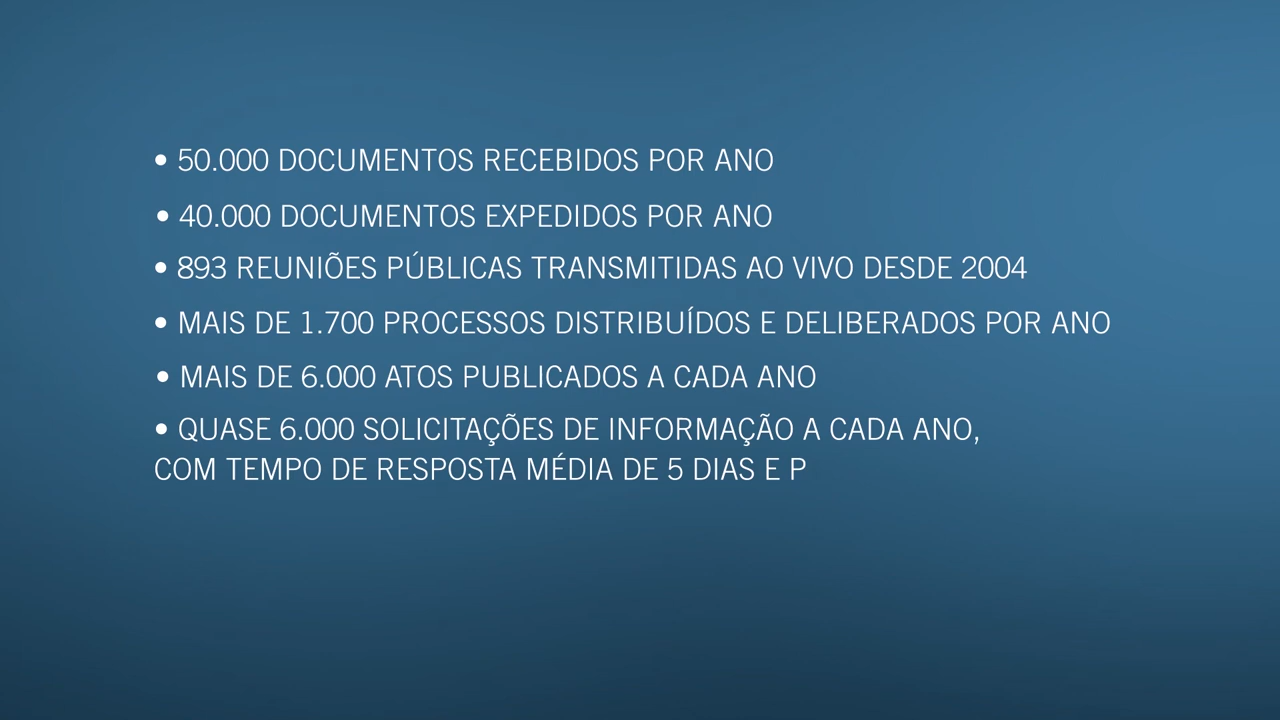 • 50.000 DOCUMENTOS RECEBIDOS POR ANO
• 40.000 DOCUMENTOS EXPEDIDOS POR ANO
• 893 REUNIÕES PÚBLICAS TRANSMITIDAS AO VIVO DESDE 2004
• MAIS DE 1.700 PROCESSOS DISTRIBUÍDOS E DELIBERADOS POR ANO
• MAIS DE 6.000 ATOS PUBLICADOS A CADA ANO
• QUASE 6.000 SOLICITAÇÕES DE INFORMAÇÃO A CADA ANO,
COM TEMPO DE RESPOSTA MÉDIA DE 5 DIAS E P